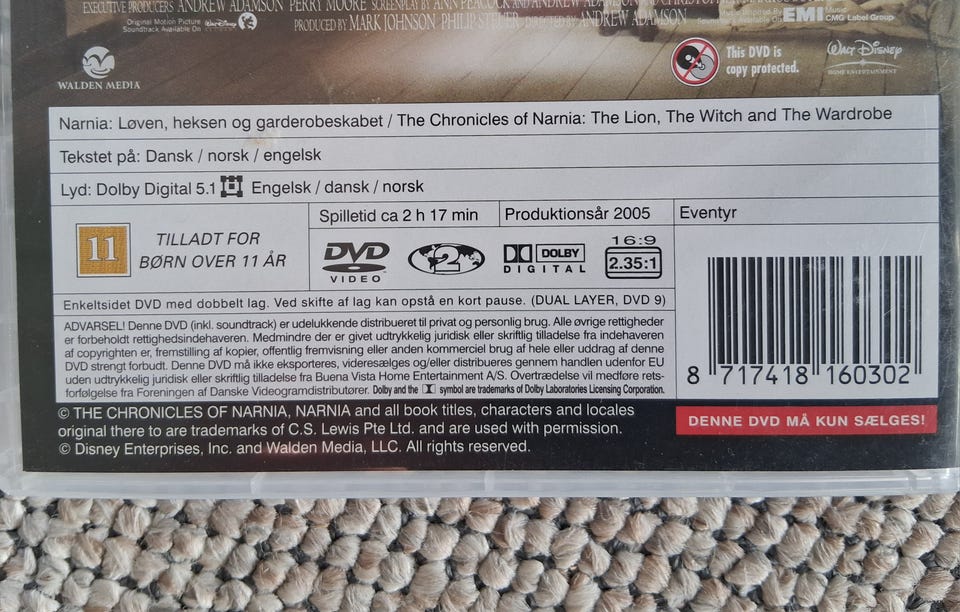 EXECUTIVE PRODUCERS ANDREW ADAMSON PERRY MOORE SCREENPLAY BY ANN PEACOCK AND ANDREW ADAMSON
PRODUCED BY MARK JOHNSON PHILIP STEUER DIRECTED BY ANDREW ADAMSON
Original Motion Picture
Soundtrack Available On
EMI Music
CMG Label Group
WALDEN MEDIA
This DVD is
copy protected.
WALT DISNEY
HOME ENTERTAINMENT
Narnia: Løven, heksen og garderobeskabet / The Chronicles of Narnia: The Lion, The Witch and The Wardrobe
Tekstet på: Dansk / norsk / engelsk
Lyd: Dolby Digital 5.1 Engelsk / dansk / norsk
11 TILLADT FOR
BØRN OVER 11 ÅR
Spilletid ca 2 h 17 min
Produktionsår 2005
Eventyr
DVD
VIDEO
2
DOLBY
DIGITAL
16:9
2.35:1
Enkeltsidet DVD med dobbelt lag. Ved skifte af lag kan opstå en kort pause. (DUAL LAYER, DVD 9)
ADVARSEL! Denne DVD (inkl. soundtrack) er udelukkende distribueret til privat og personlig brug. Alle øvrige rettigheder
er forbeholdt rettighedsindehaveren. Medmindre der er givet udtrykkelig juridisk eller skriftlig tilladelse fra indehaveren
af copyrighten er, fremstilling af kopier, offentlig fremvisning eller anden kommerciel brug af hele eller uddrag af denne
DVD strengt forbudt. Denne DVD må ikke eksporteres, videresælges og/eller distribueres gennem handlen udenfor EU
uden udtrykkelig juridisk eller skriftlig tilladelse fra Buena Vista Home Entertainment A/S. Overtrædelse vil medføre rets-
forfølgelse fra Foreningen af Danske Videogramdistributører. Dolby and the symbol are trademarks of Dolby Laboratories Licensing Corporation.
8 717418 160302
DENNE DVD MÅ KUN SÆLGES!
© THE CHRONICLES OF NARNIA, NARNIA and all book titles, characters and locales
original there to are trademarks of C.S. Lewis Pte Ltd. and are used with permission.
© Disney Enterprises, Inc. and Walden Media, LLC. All rights reserved.